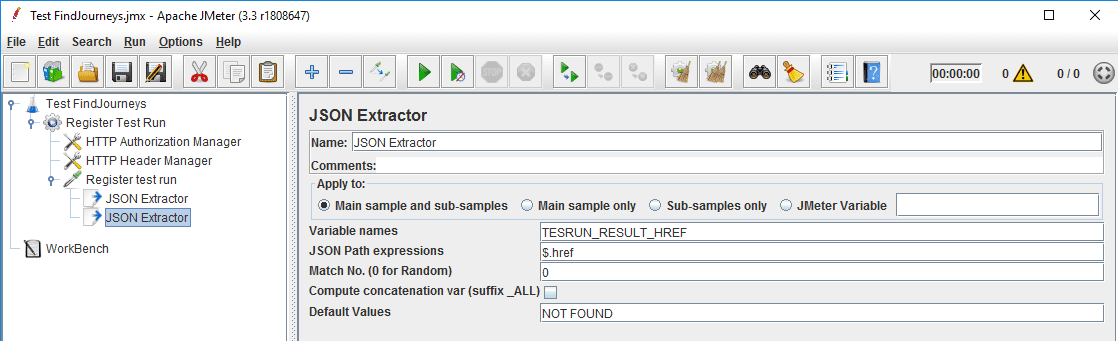 Test FindJourneys.jmx - Apache JMeter (3.3 r1808647)
File Edit Search Run Options Help
STOP 00:00:00 0 0 / 0
Test FindJourneys
Register Test Run
HTTP Authorization Manager
HTTP Header Manager
Register test run
JSON Extractor
JSON Extractor
WorkBench
JSON Extractor
Name: JSON Extractor
Comments:
Apply to:
Main sample and sub-samples Main sample only Sub-samples only JMeter Variable
Variable names TESRUN_RESULT_HREF
JSON Path expressions $.href
Match No. (0 for Random) 0
Compute concatenation var (suffix _ALL)
Default Values NOT FOUND